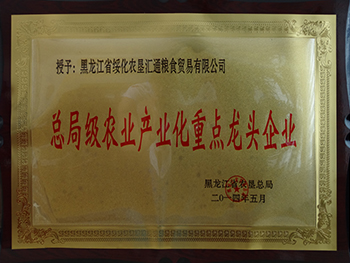 授予:黑龙江省绥化农垦汇通粮食贸易有限公司
总局级农业产业化重点龙头企业
黑龙江省农垦总局
二〇一四年五月